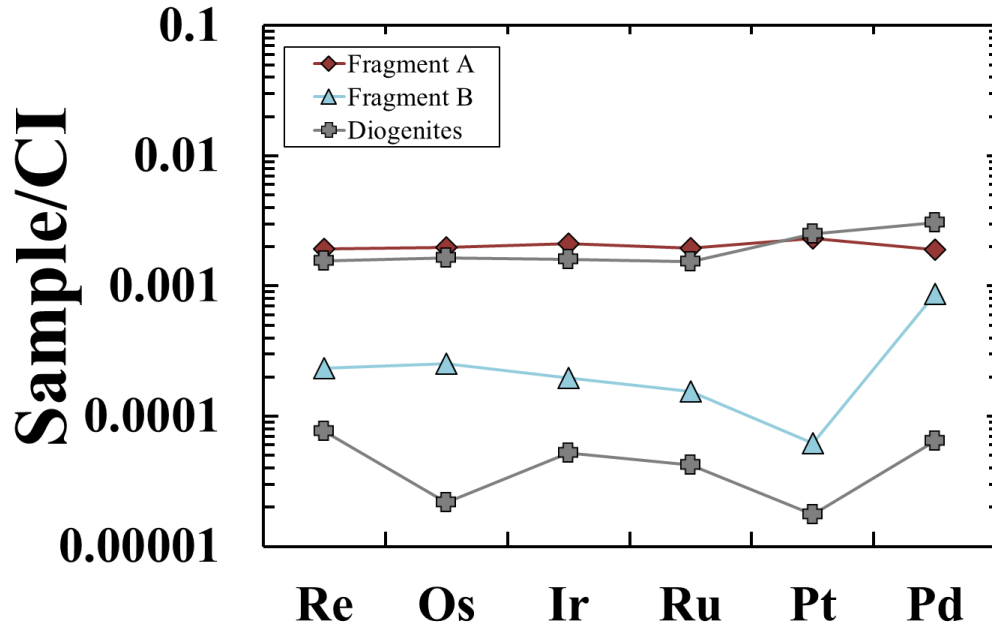 0.1
Fragment A
Fragment B
Diogenites
0.01
0.001
0.0001
0.00001
Sample/CI
Re Os Ir Ru Pt Pd